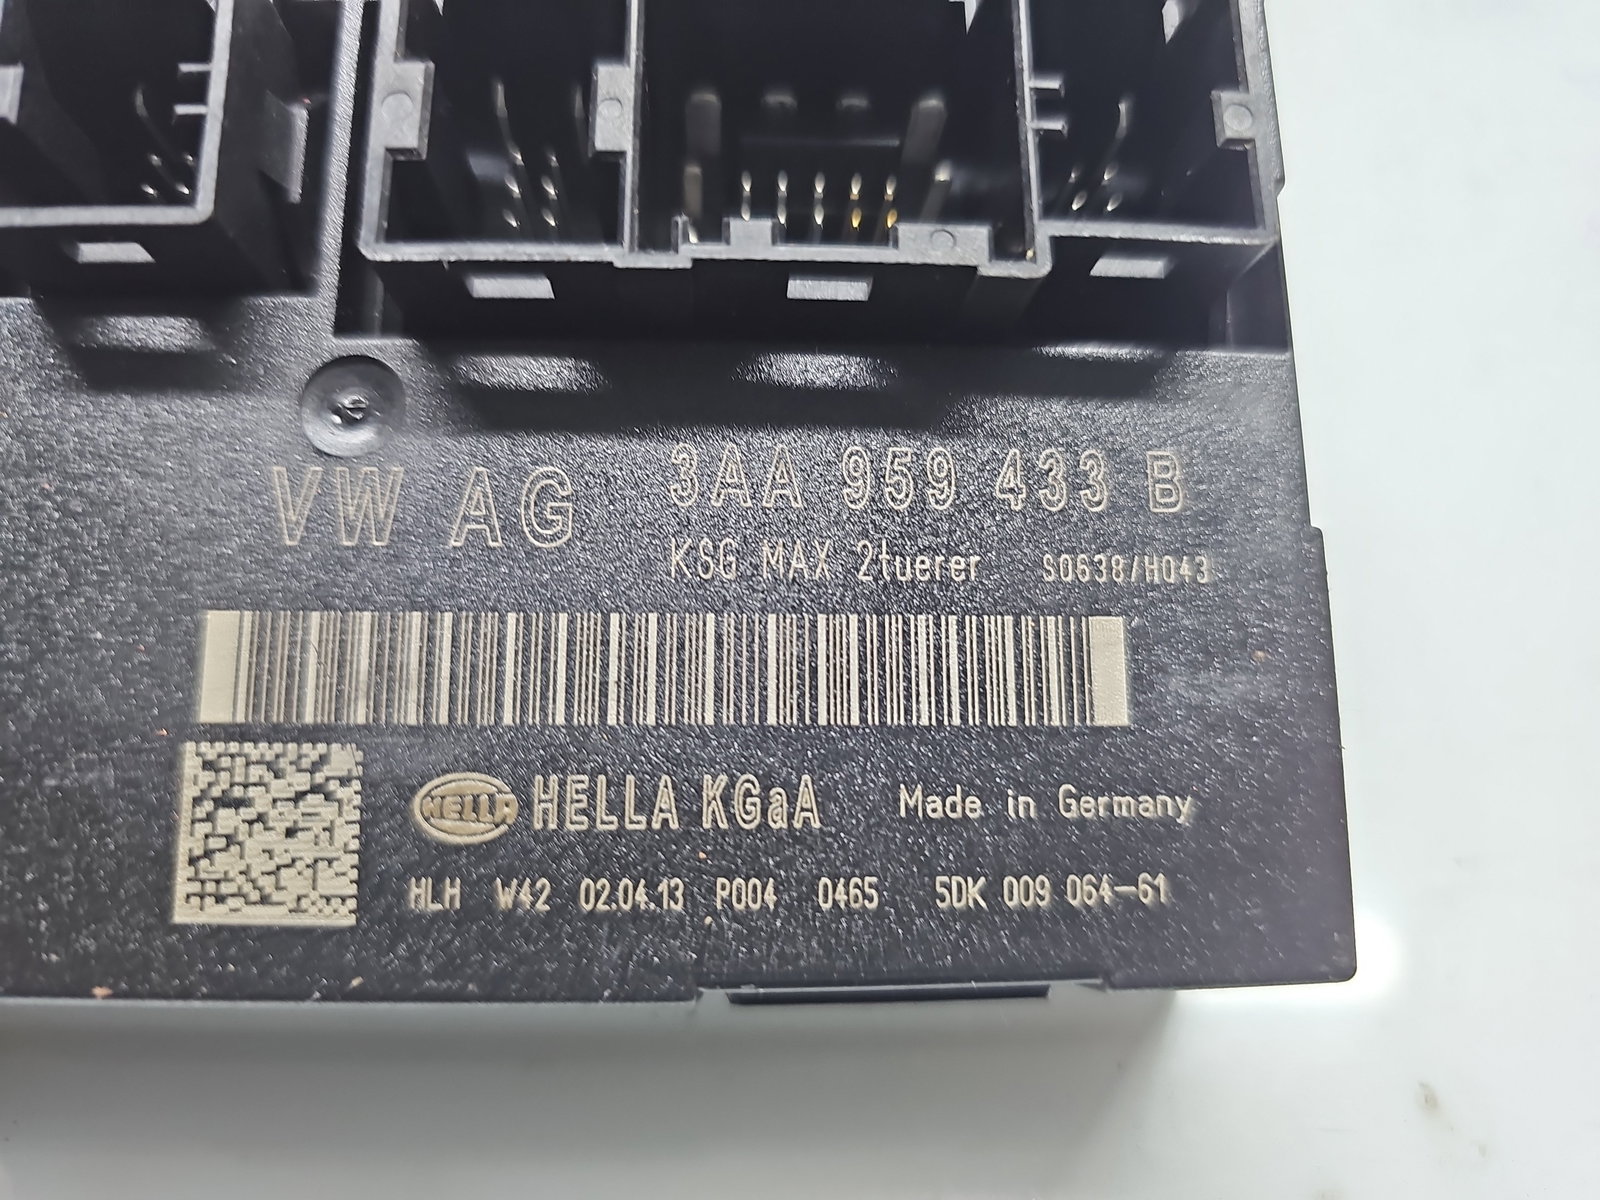 VW AG 3AA 959 433 B
KSG MAX 2tuerer S0638/H043
HELLA HELLA KGaA Made in Germany
HLH W42 02.04.13 P004 0465 5DK 009 064-61